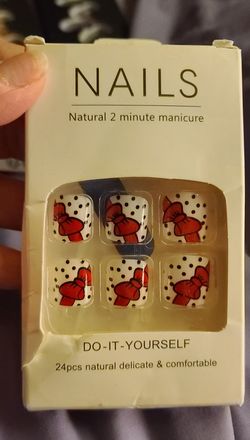 NAILS
Natural 2 minute manicure
DO-IT-YOURSELF
24pcs natural delicate & comfortable